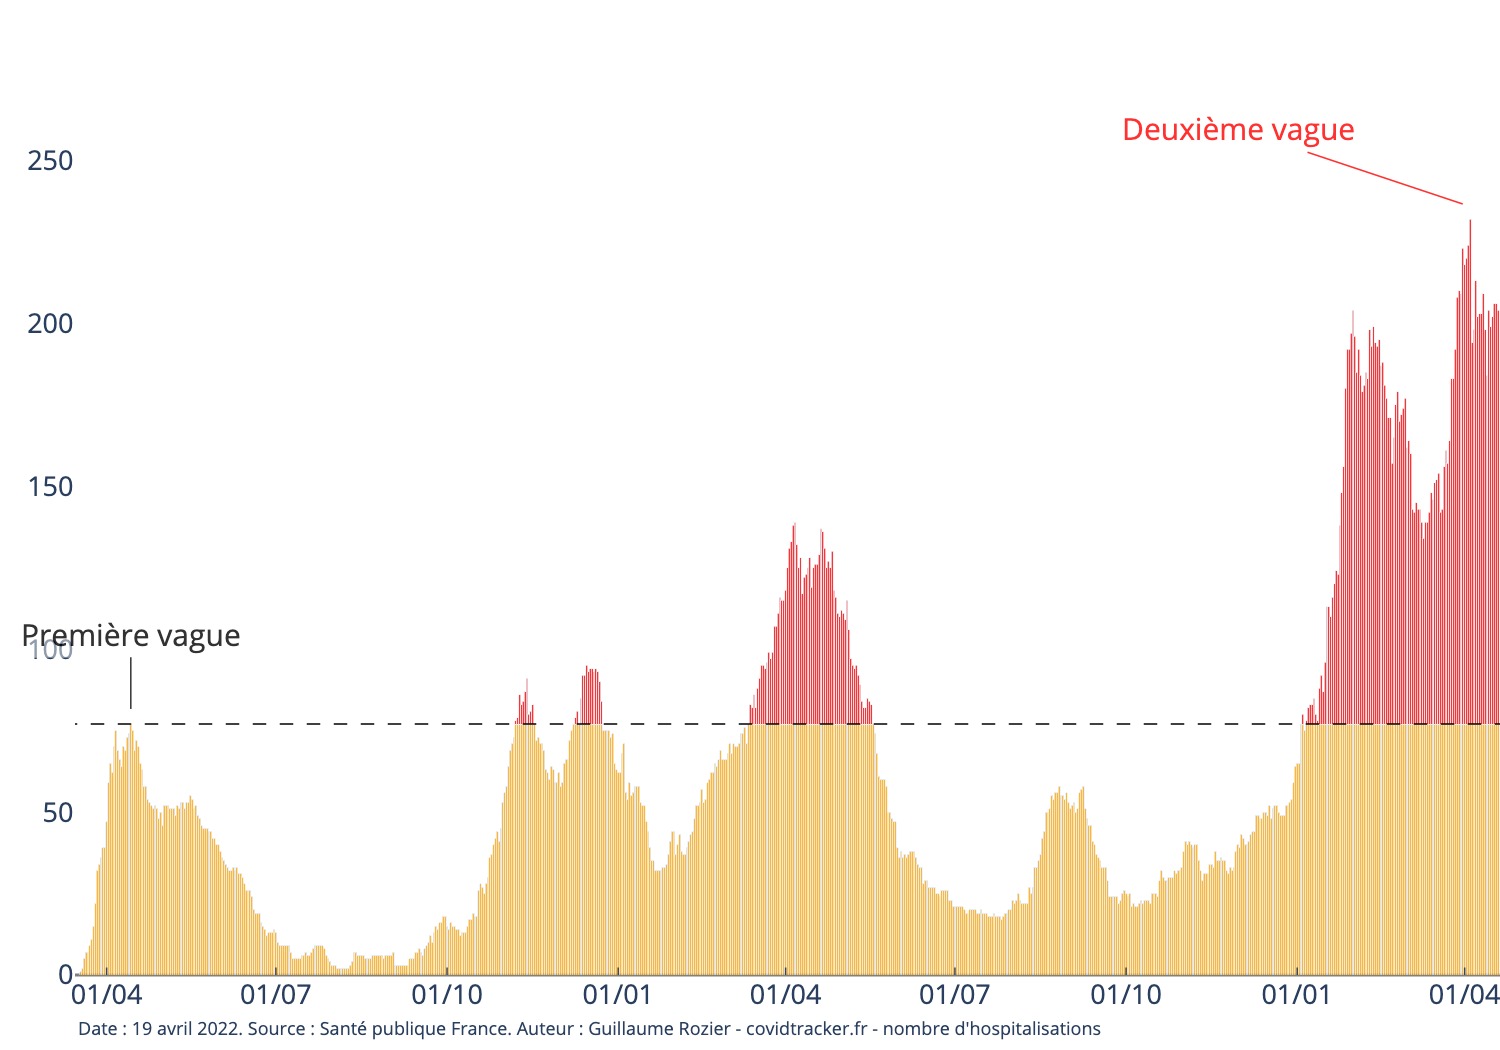 Deuxième vague
250
200
150
Première vague
100
50
0
01/04 01/07 01/10 01/01 01/04 01/07 01/10 01/01 01/04
Date : 19 avril 2022. Source : Santé publique France. Auteur : Guillaume Rozier - covidtracker.fr - nombre d'hospitalisations